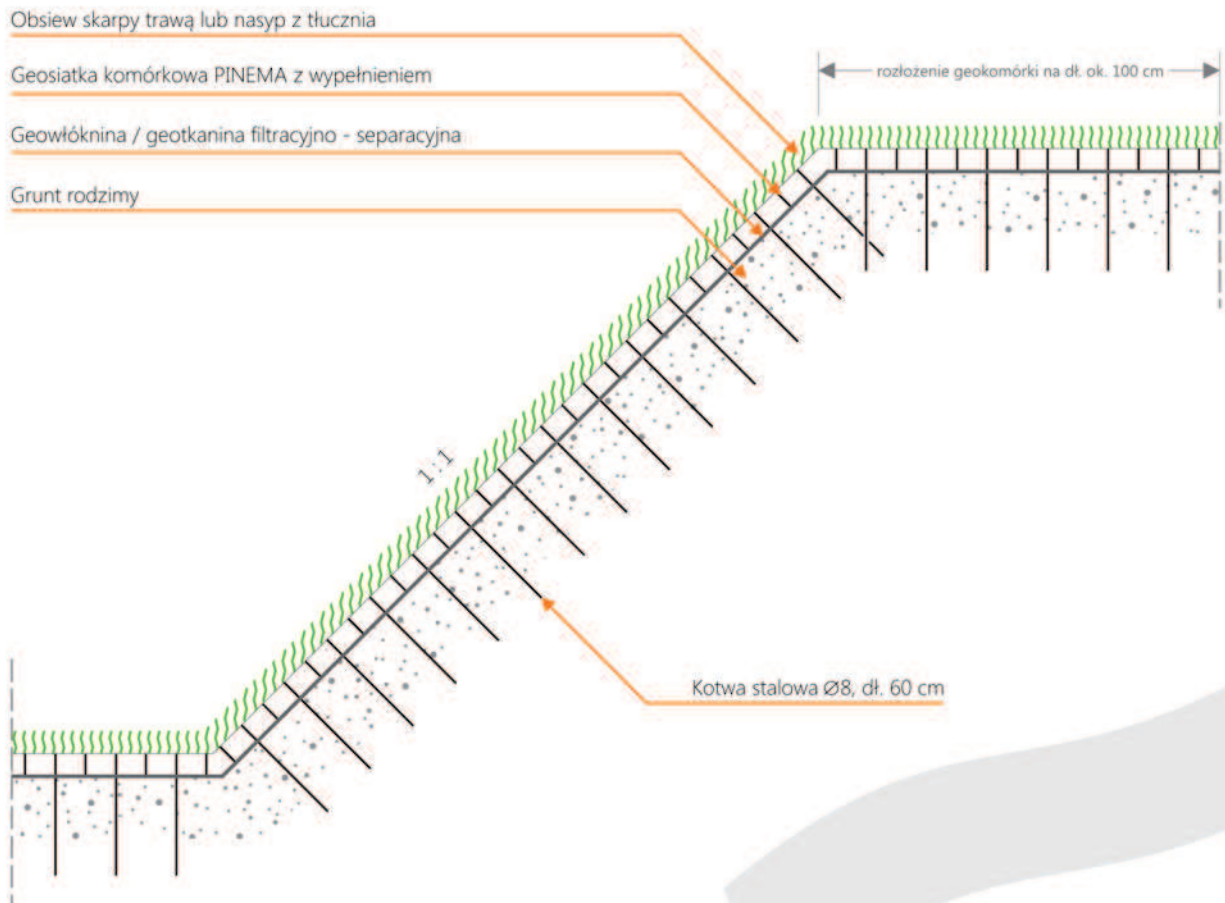 Obsiew skarpy trawą lub nasyp z tłucznia
Geosiatka komórkowa PINEMA z wypełnieniem
rozłożenie geokomórki na dł. ok. 100 cm
Geowłóknina / geotkanina filtracyjno - separacyjna
Grunt rodzimy
1 : 1
Kotwa stalowa Ø8, dł. 60 cm